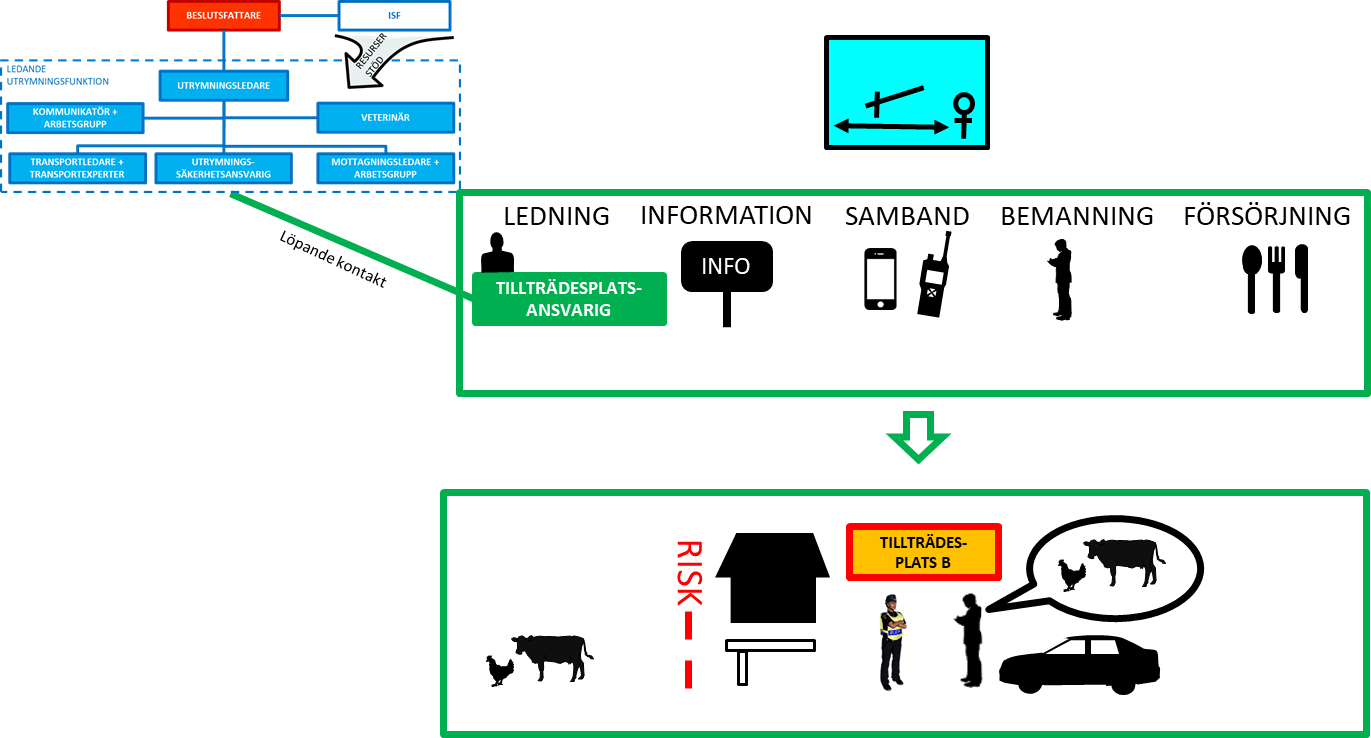 BESLUTSFATTARE
ISF
RESURSER
STÖD
LEDANDE
UTRYMNINGSFUNKTION
UTRYMNINGSLEDARE
KOMMUNIKATÖR +
ARBETSGRUPP
VETERINÄR
TRANSPORTLEDARE +
TRANSPORTEXPERTER
UTRYMNINGS-
SÄKERHETSANSVARIG
MOTTAGNINGSLEDARE +
ARBETSGRUPP
Löpande kontakt
LEDNING
INFORMATION
SAMBAND
BEMANNING
FÖRSÖRJNING
INFO
TILLTRÄDESPLATS-
ANSVARIG
RISK
TILLTRÄDES-
PLATS B